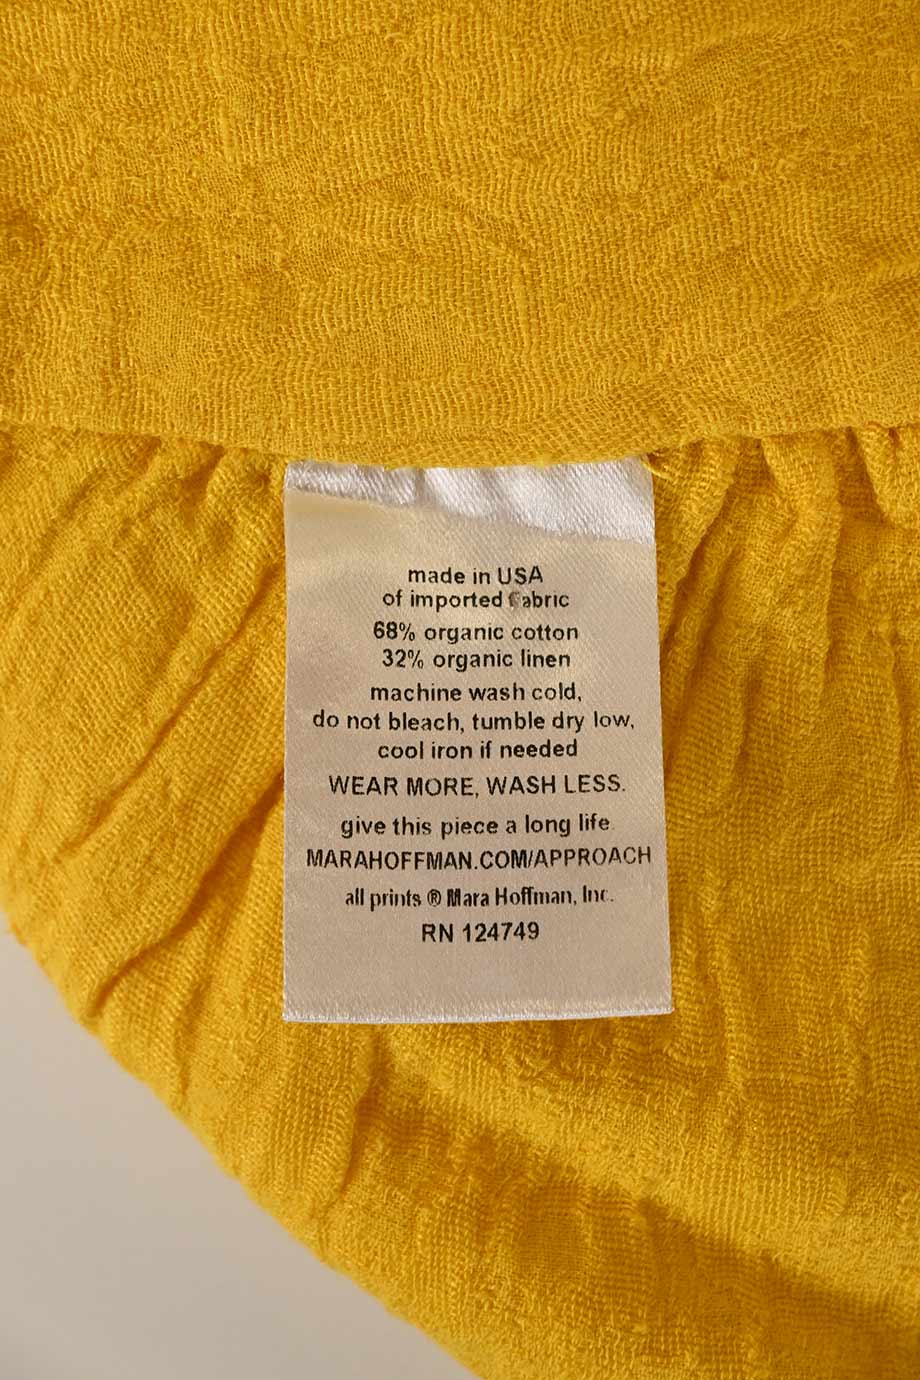 made in USA
of imported fabric
68% organic cotton
32% organic linen
machine wash cold,
do not bleach, tumble dry low,
cool iron if needed
WEAR MORE, WASH LESS.
give this piece a long life
MARAHOFFMAN.COM/APPROACH
all prints ® Mara Hoffman, Inc.
RN 124749